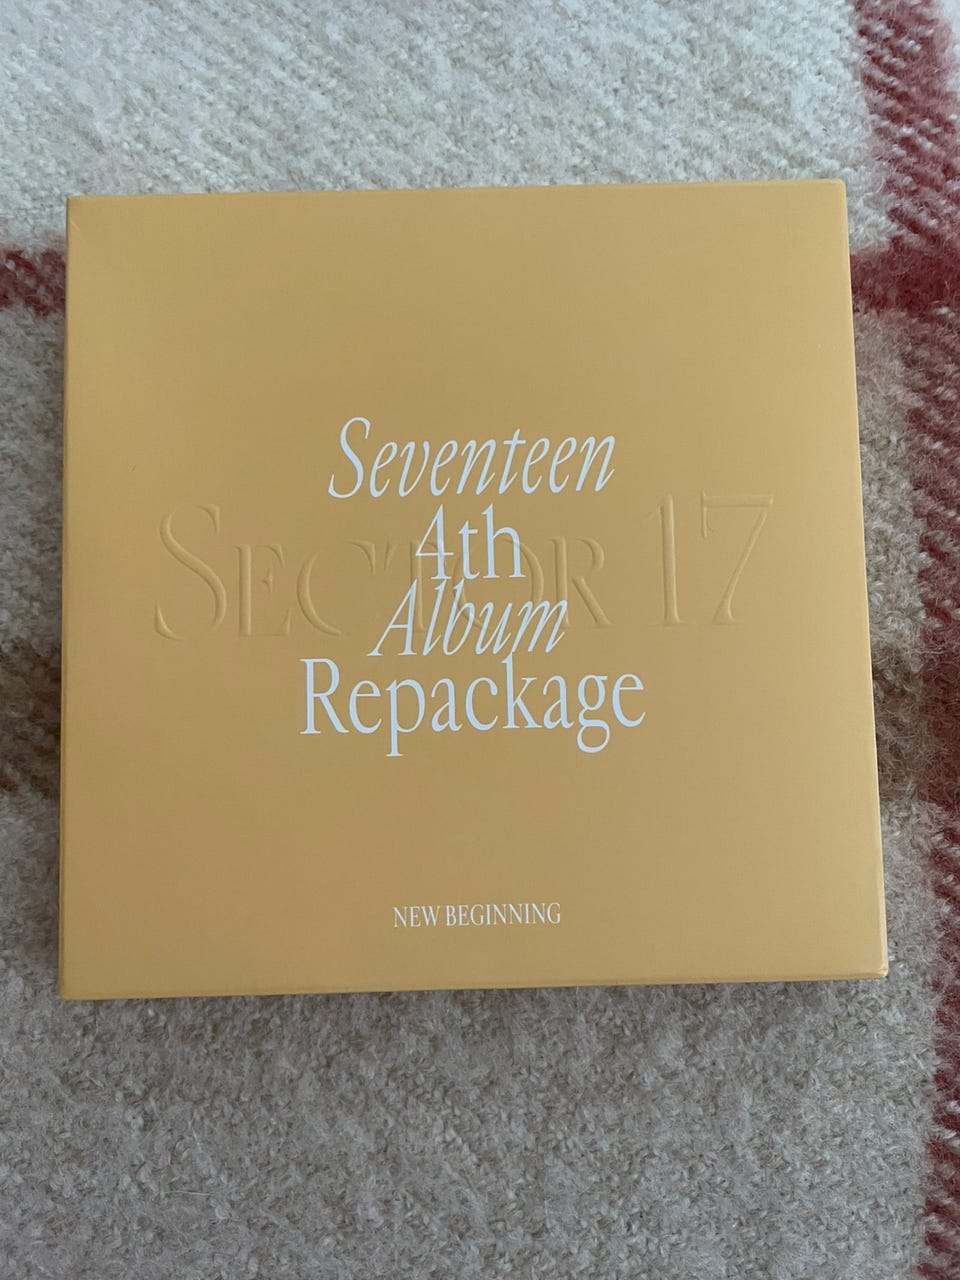 Seventeen
SECTOR 17
4th
Album
Repackage
NEW BEGINNING